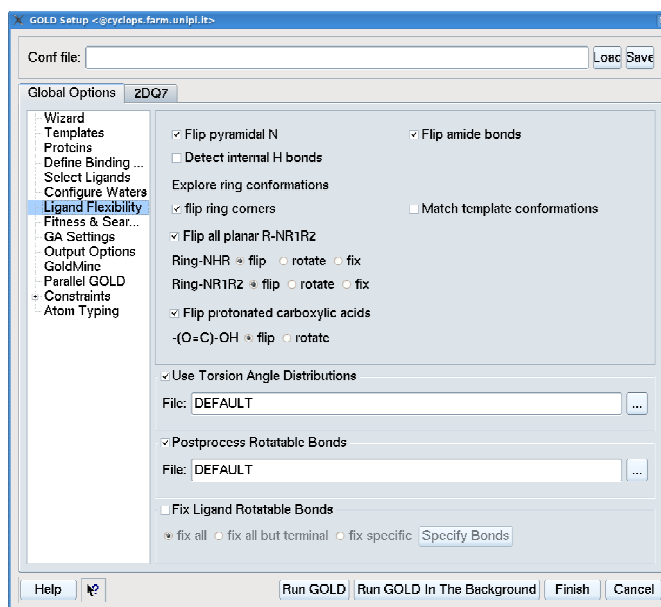 GOLD Setup <@cyclops.farm.unipi.it>
Conf file: Load Save
Global Options 2DQ7
Wizard
Templates
Proteins
Define Binding ...
Select Ligands
Configure Waters
Ligand Flexibility
Fitness & Sear...
GA Settings
Output Options
GoldMine
Parallel GOLD
Constraints
Atom Typing
Flip pyramidal N Flip amide bonds
Detect internal H bonds
Explore ring conformations
flip ring corners Match template conformations
Flip all planar R-NR1R2
Ring-NHR flip rotate fix
Ring-NR1R2 flip rotate fix
Flip protonated carboxylic acids
-(O=C)-OH flip rotate
Use Torsion Angle Distributions
File: DEFAULT ...
Postprocess Rotatable Bonds
File: DEFAULT ...
Fix Ligand Rotatable Bonds
fix all fix all but terminal fix specific Specify Bonds
Help ? Run GOLD Run GOLD In The Background Finish Cancel